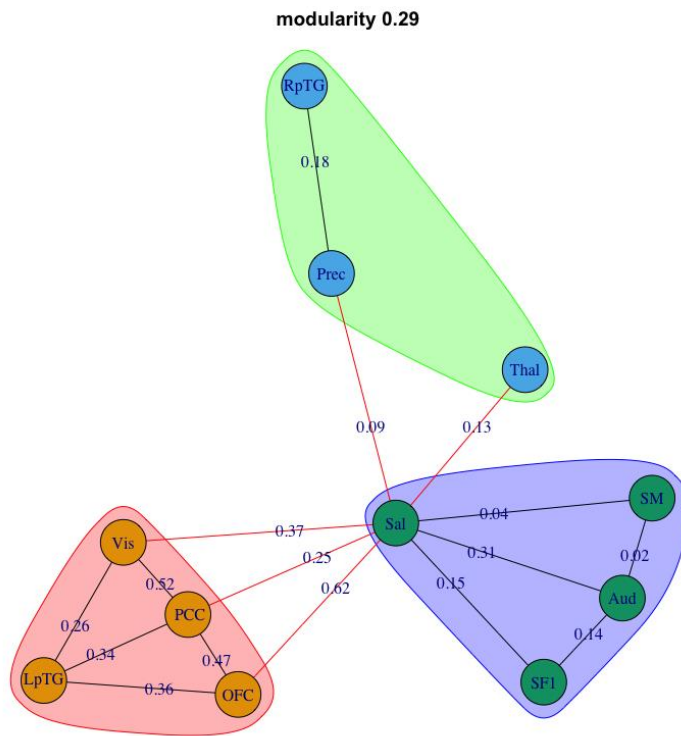 modularity 0.29
RpTG
0.18
Prec
Thal
0.09
0.13
SM
0.04
Sal
Vis
0.37
0.02
0.25
0.31
0.52
0.15
0.62
Aud
PCC
0.26
0.14
0.34
0.47
LpTG
0.36
OFC
SF1